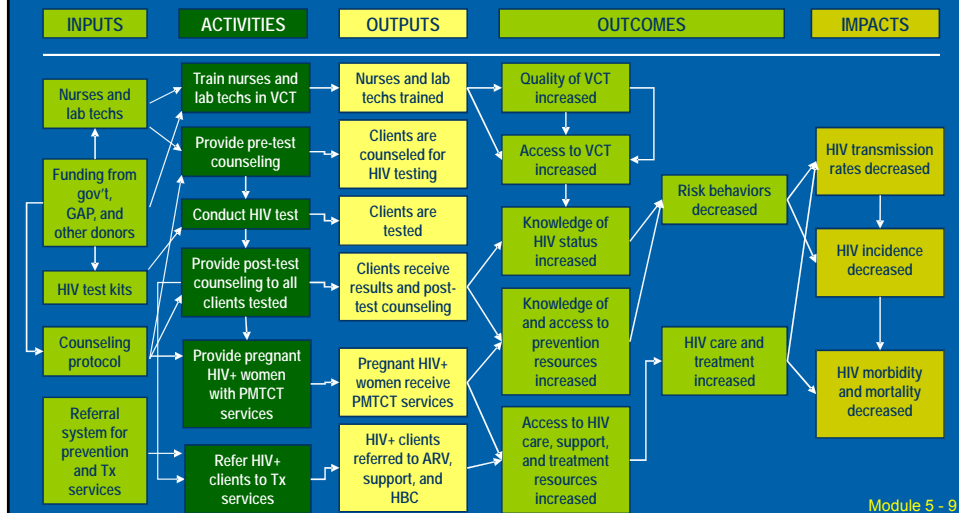 INPUTS
ACTIVITIES
OUTPUTS
OUTCOMES
IMPACTS
Nurses and
lab techs
Funding from
gov't,
GAP, and
other donors
HIV test kits
Counseling
protocol
Referral
system for
prevention
and Tx
services
Train nurses and
lab techs in VCT
Provide pre-test
counseling
Conduct HIV test
Provide post-test
counseling to all
clients tested
Provide pregnant
HIV+ women
with PMTCT
services
Refer HIV+
clients to Tx
services
Nurses and lab
techs trained
Clients are
counseled for
HIV testing
Clients are
tested
Clients receive
results and post-
test counseling
Pregnant HIV+
women receive
PMTCT services
HIV+ clients
referred to ARV,
support, and
HBC
Quality of VCT
increased
Access to VCT
increased
Knowledge of
HIV status
increased
Knowledge of
and access to
prevention
resources
increased
Access to HIV
care, support,
and treatment
resources
increased
Risk behaviors
decreased
HIV care and
treatment
increased
HIV transmission
rates decreased
HIV incidence
decreased
HIV morbidity
and mortality
decreased
Module 5 - 9